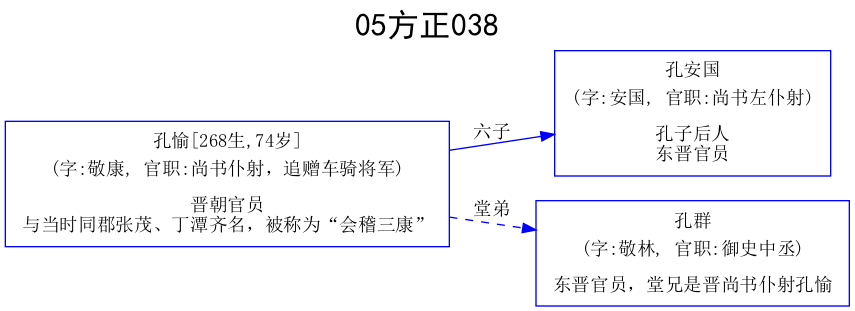 05方正038
孔安国
(字:安国, 官职:尚书左仆射)
孔子后人
东晋官员
六子
孔愉[268生,74岁]
(字:敬康, 官职:尚书仆射，追赠车骑将军)
晋朝官员
与当时同郡张茂、丁潭齐名，被称为“会稽三康”
堂弟
孔群
(字:敬林, 官职:御史中丞)
东晋官员，堂兄是晋尚书仆射孔愉